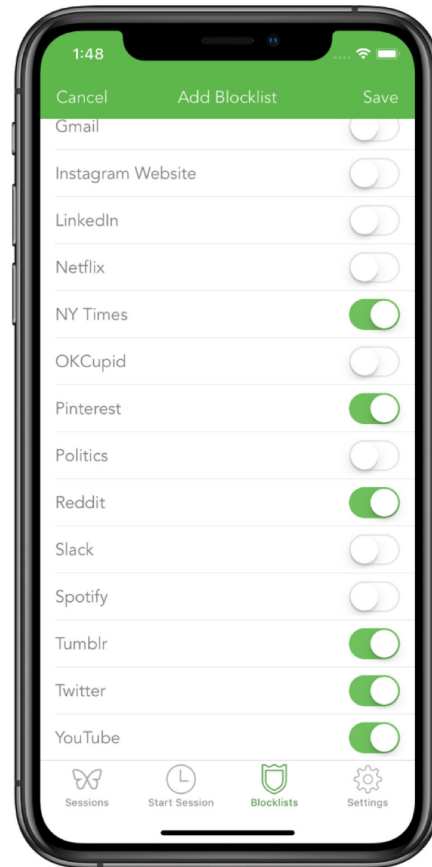 1:48
Cancel Add Blocklist Save
Gmail
Instagram Website
LinkedIn
Netflix
NY Times
OKCupid
Pinterest
Politics
Reddit
Slack
Spotify
Tumblr
Twitter
YouTube
Sessions Start Session Blocklists Settings